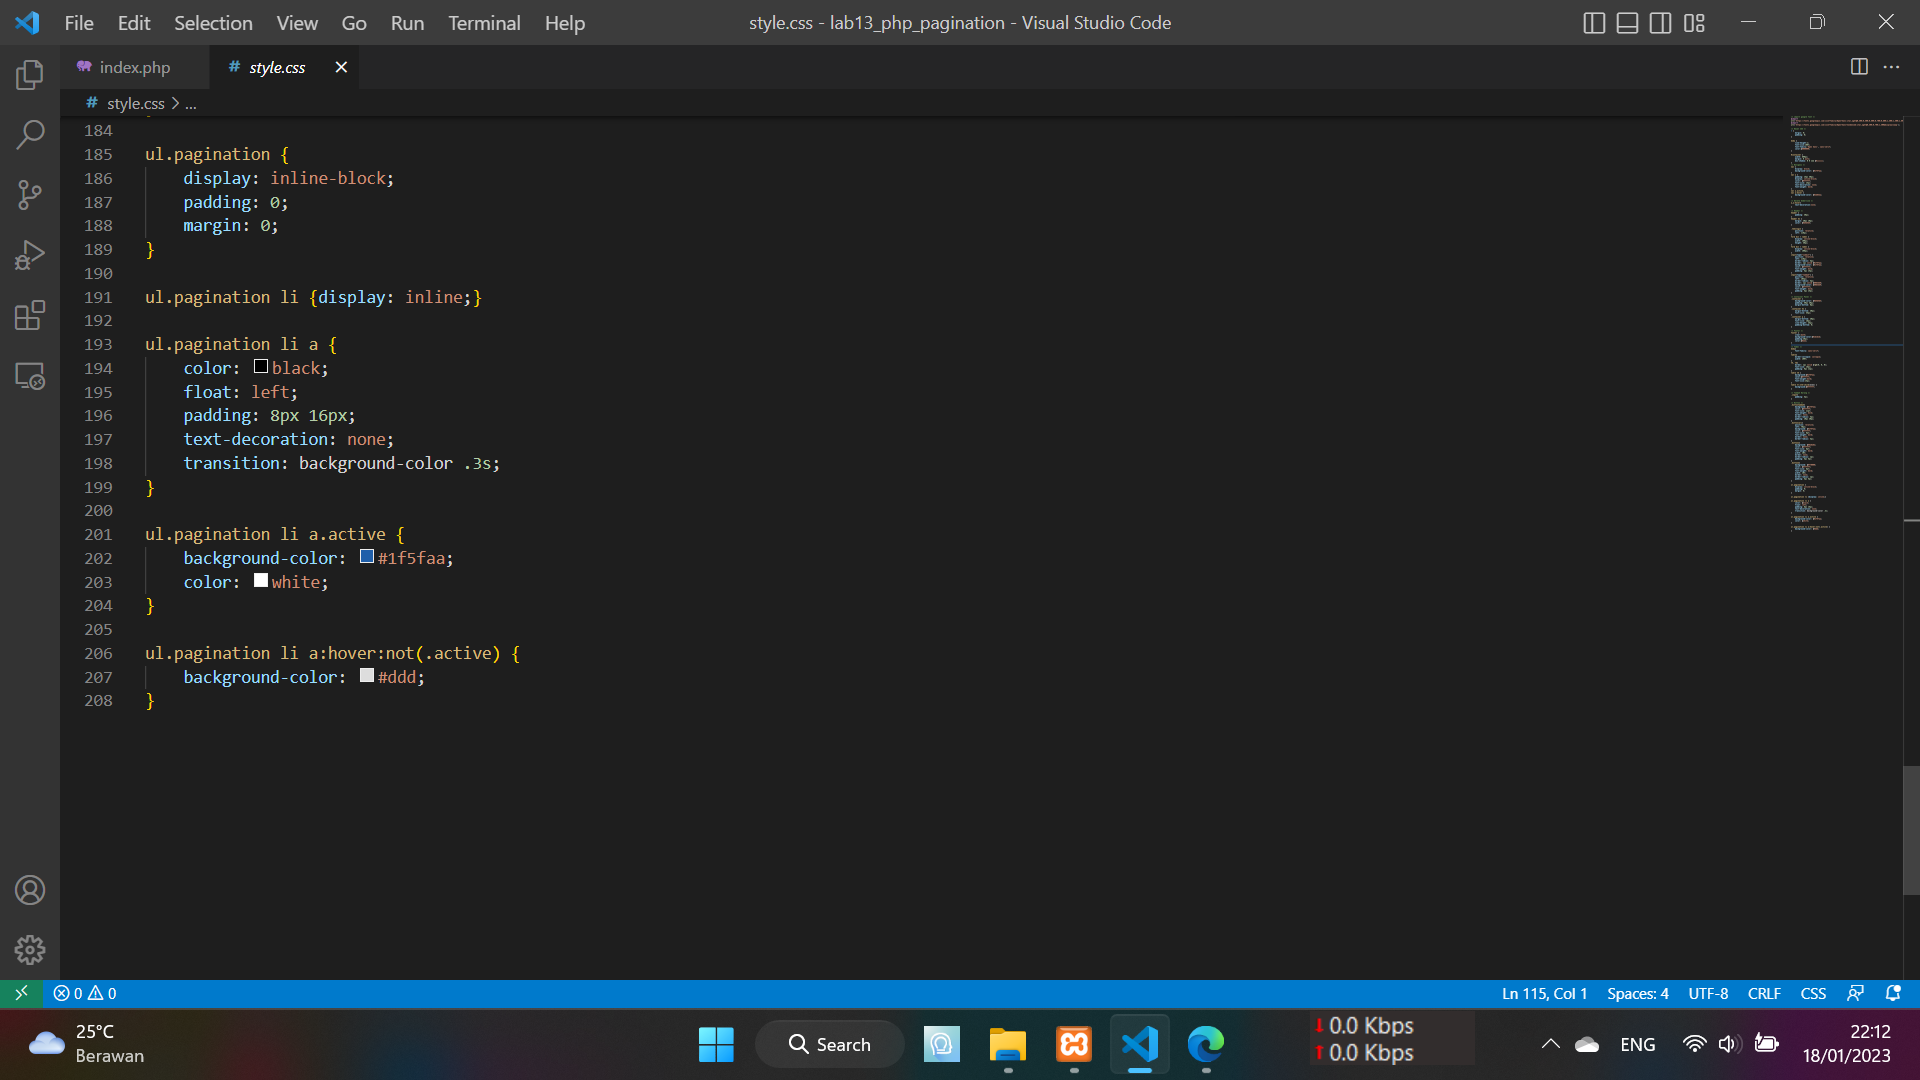 File Edit Selection View Go Run Terminal Help
style.css - lab13_php_pagination - Visual Studio Code
index.php
# style.css
# style.css > ...
184
185 ul.pagination {
186     display: inline-block;
187     padding: 0;
188     margin: 0;
189 }
190
191 ul.pagination li {display: inline;}
192
193 ul.pagination li a {
194     color: black;
195     float: left;
196     padding: 8px 16px;
197     text-decoration: none;
198     transition: background-color .3s;
199 }
200
201 ul.pagination li a.active {
202     background-color: #1f5faa;
203     color: white;
204 }
205
206 ul.pagination li a:hover:not(.active) {
207     background-color: #ddd;
208 }
0 0
Ln 115, Col 1 Spaces: 4 UTF-8 CRLF CSS
25°C
Berawan
Search
0.0 Kbps
0.0 Kbps
ENG
22:12
18/01/2023